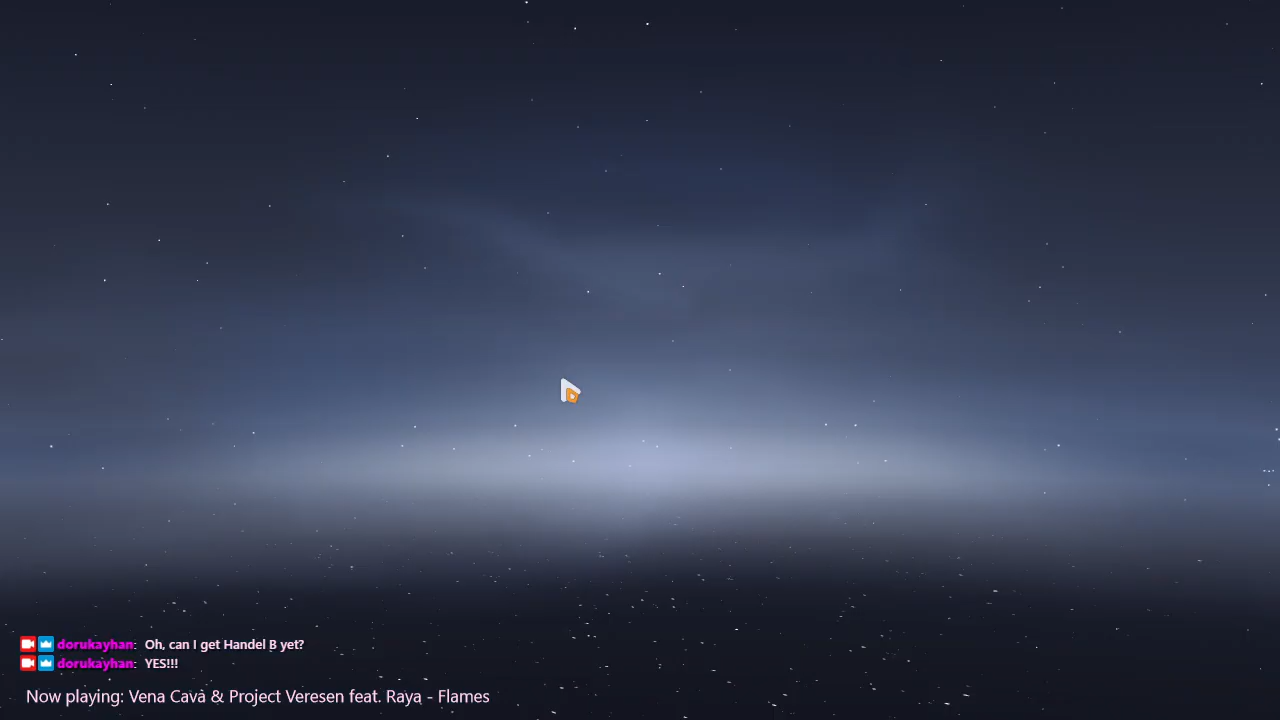 dorukayhan: Oh, can I get Handel B yet?
dorukayhan: YES!!!
Now playing: Vena Cava & Project Veresen feat. Raya - Flames